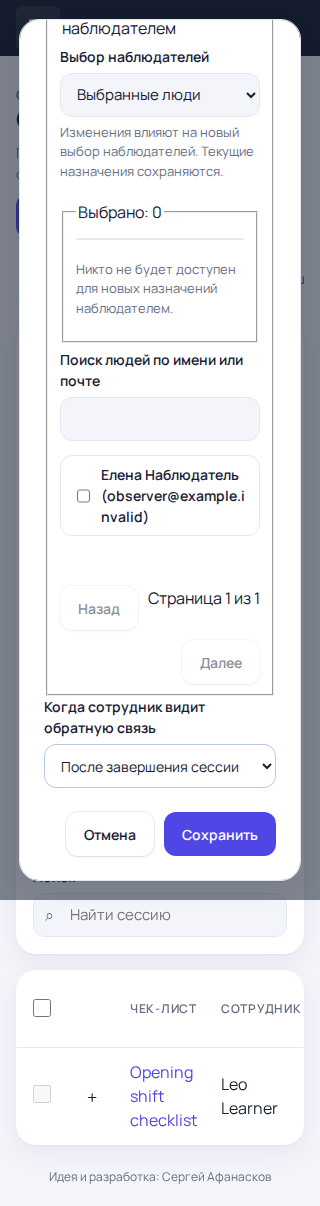 наблюдателем
Выбор наблюдателей
Выбранные люди
Изменения влияют на новый
выбор наблюдателей. Текущие
назначения сохраняются.
Выбрано: 0
Никто не будет доступен
для новых назначений
наблюдателем.
Поиск людей по имени или
почте
Елена Наблюдатель
(observer@example.i
nvalid)
Назад
Страница 1 из 1
Далее
Когда сотрудник видит
обратную связь
После завершения сессии
Отмена
Сохранить
Найти сессию
ЧЕК-ЛИСТ
СОТРУДНИК
+
Opening
shift
checklist
Leo
Learner
Идея и разработка: Сергей Афанасков